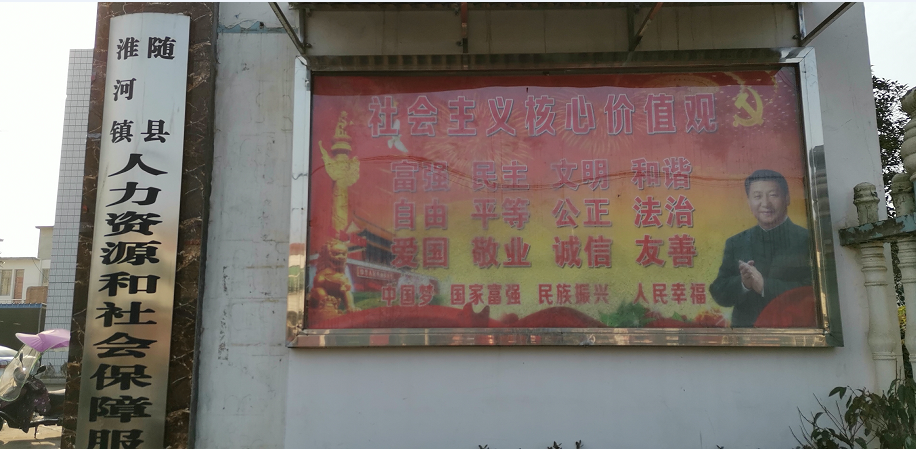 随县
淮河镇
人力资源和社会保障服
社会主义核心价值观
富强 民主 文明 和谐
自由 平等 公正 法治
爱国 敬业 诚信 友善
中国梦 国家富强 民族振兴 人民幸福